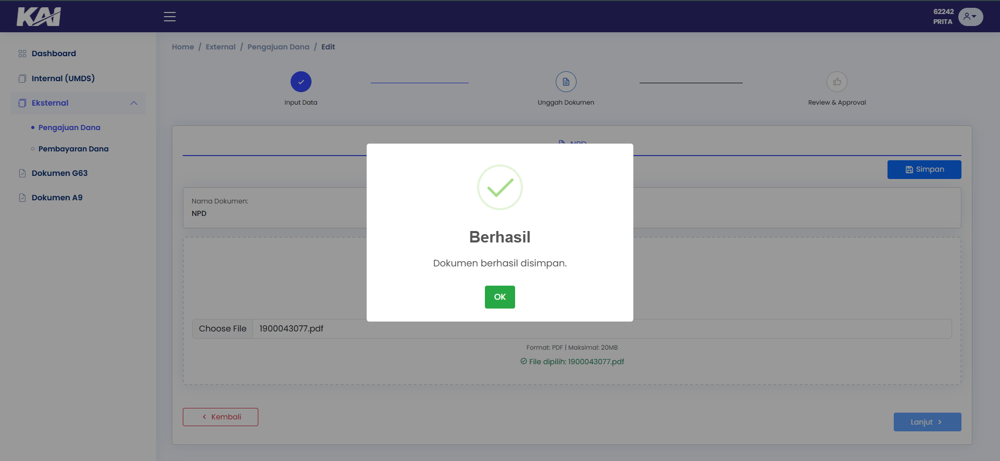 KAI
62242
PRITA
Dashboard
Internal (UMDS)
Eksternal
Pengajuan Dana
Pembayaran Dana
Dokumen G63
Dokumen A9
Home / External / Pengajuan Dana / Edit
Input Data
Unggah Dokumen
Review & Approval
NPD
Simpan
Nama Dokumen:
NPD
Berhasil
Dokumen berhasil disimpan.
OK
Choose File 1900043077.pdf
Format: PDF | Maksimal: 20MB
File dipilih: 1900043077.pdf
Kembali
Lanjut